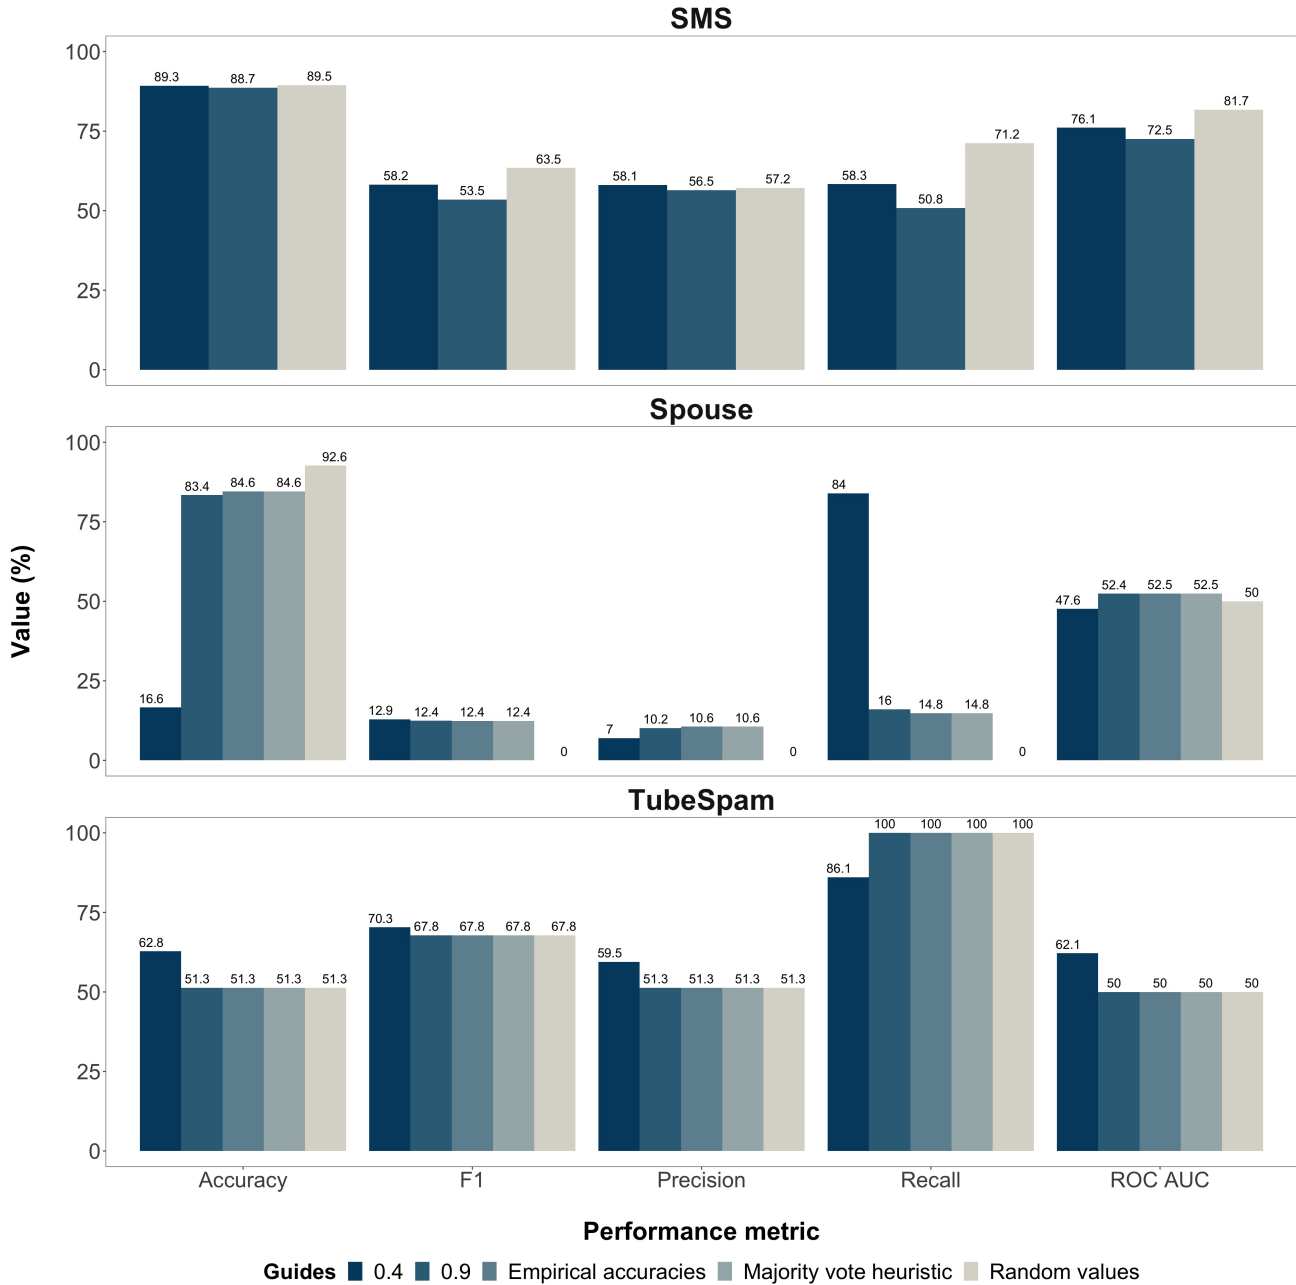 SMS
100
75
50
25
0
89.3 88.7 89.5
58.2 53.5 63.5
58.1 56.5 57.2
58.3 50.8 71.2
76.1 72.5 81.7
Spouse
100
75
50
25
0
16.6 83.4 84.6 84.6 92.6
12.9 12.4 12.4 12.4 0
7 10.2 10.6 10.6 0
84 16 14.8 14.8 0
47.6 52.4 52.5 52.5 50
Value (%)
TubeSpam
100
75
50
25
0
62.8 51.3 51.3 51.3 51.3
70.3 67.8 67.8 67.8 67.8
59.5 51.3 51.3 51.3 51.3
86.1 100 100 100 100
62.1 50 50 50 50
Accuracy F1 Precision Recall ROC AUC
Performance metric
Guides 0.4 0.9 Empirical accuracies Majority vote heuristic Random values